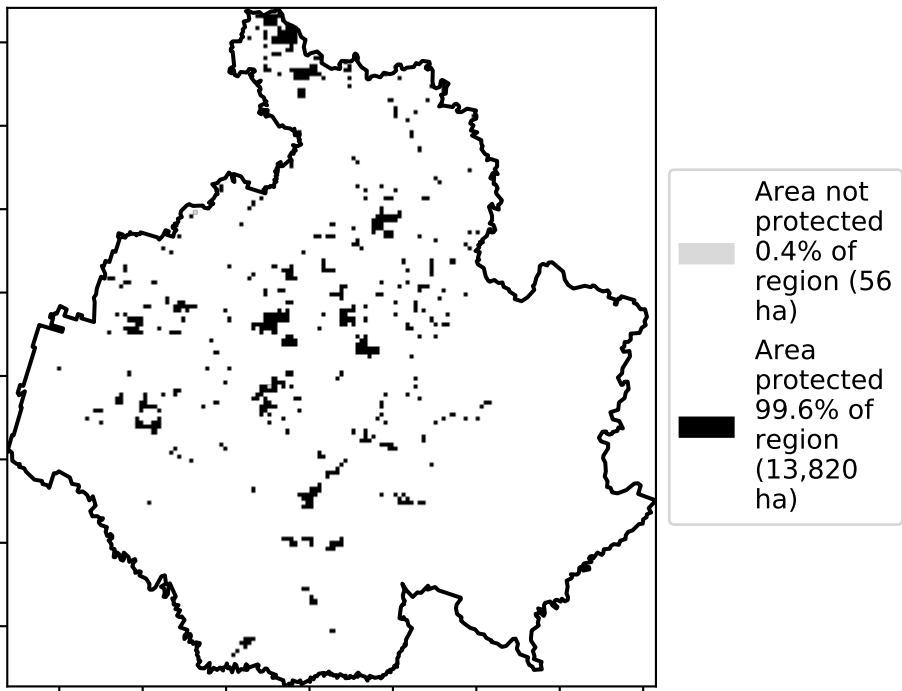 Area not
protected
0.4% of
region (56
ha)
Area
protected
99.6% of
region
(13,820
ha)